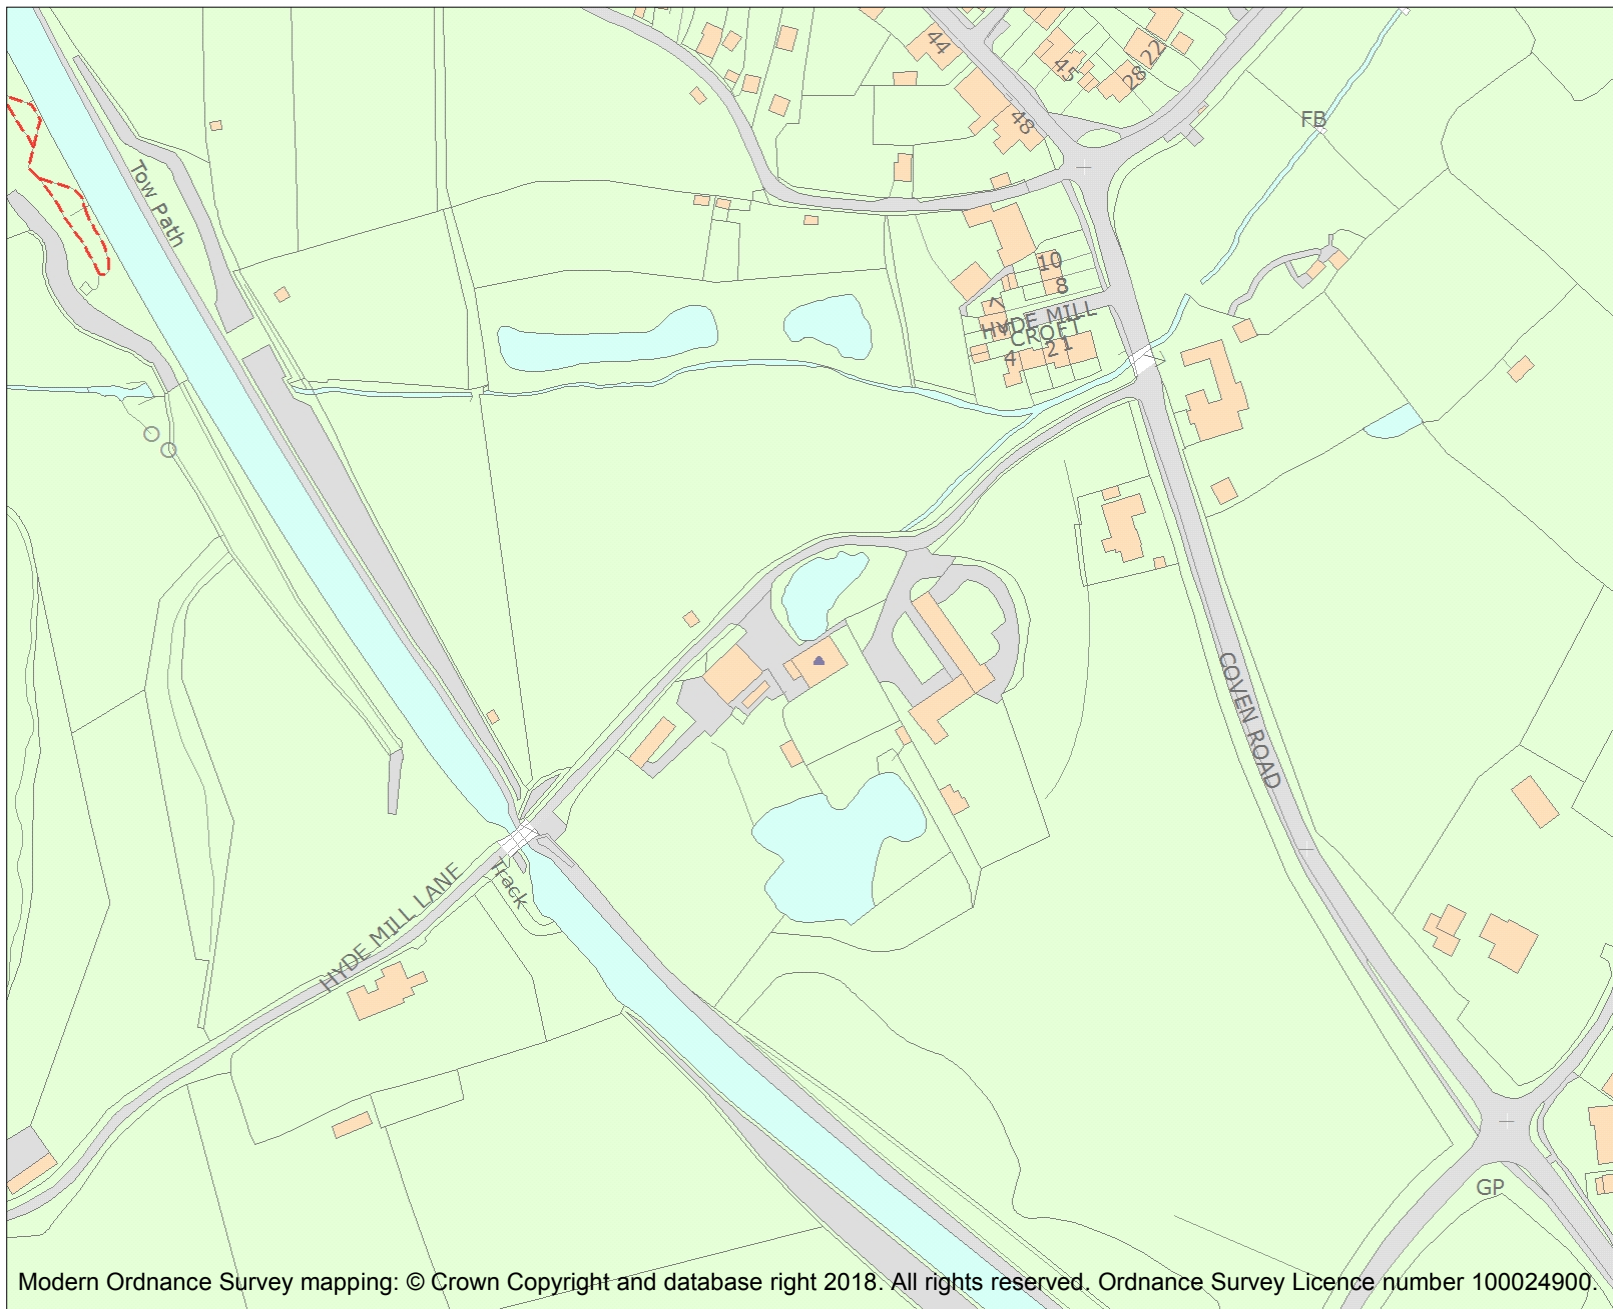 44
45
22
28
48
FB
Tow Path
10
8
7
HYDE MILL
CROFT
4
2
1
COVEN ROAD
HYDE MILL LANE
Track
GP
Modern Ordnance Survey mapping: © Crown Copyright and database right 2018. All rights reserved. Ordnance Survey Licence number 100024900.